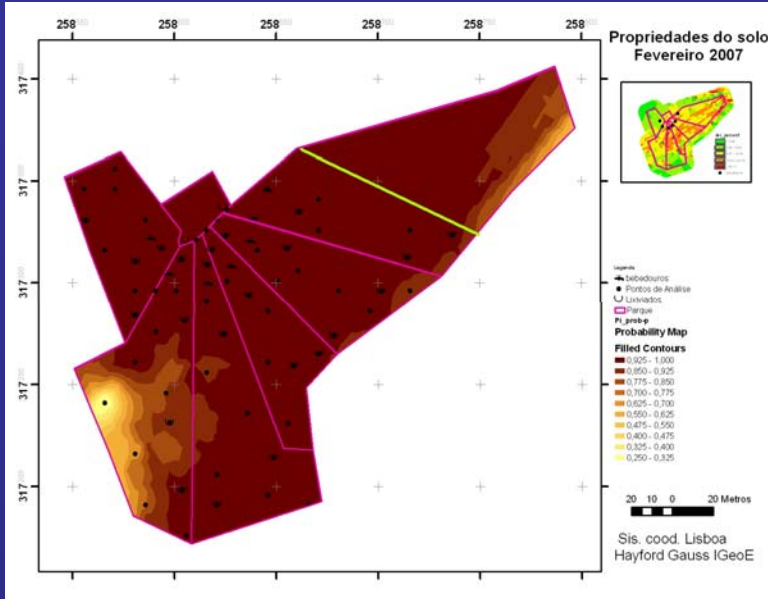 258
258
258
258
258
258
Propriedades do solo
Fevereiro 2007
317
317
317
317
317
Legenda
bebedouros
Pontos de Análise
Lixiviados
Parque
Probability Map
Filled Contours
0,925 - 1,000
0,850 - 0,925
0,775 - 0,850
0,700 - 0,775
0,625 - 0,700
0,550 - 0,625
0,475 - 0,550
0,400 - 0,475
0,325 - 0,400
0,250 - 0,325
20 10 0 20 Metros
Sis. cood. Lisboa
Hayford Gauss IGeoE